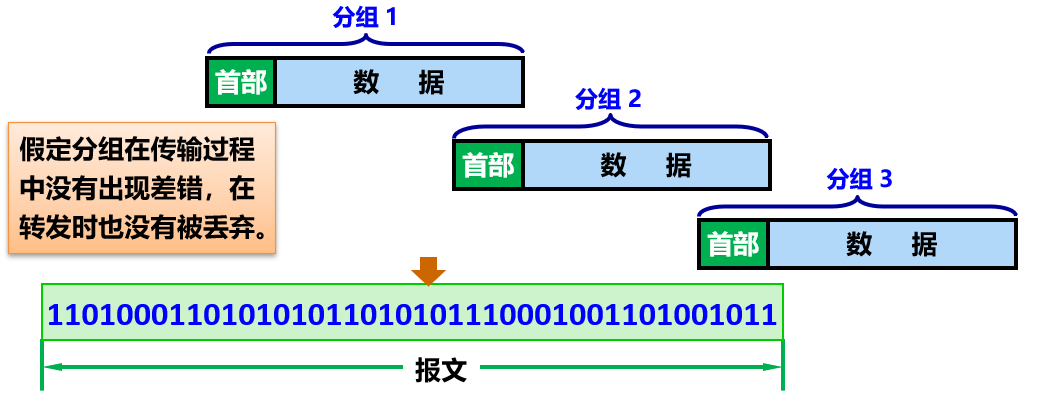 分组 1
首部 数 据
分组 2
首部 数 据
分组 3
首部 数 据
假定分组在传输过程
中没有出现差错，在
转发时也没有被丢弃。
1101000110101010110101011100010011010010​11
报文